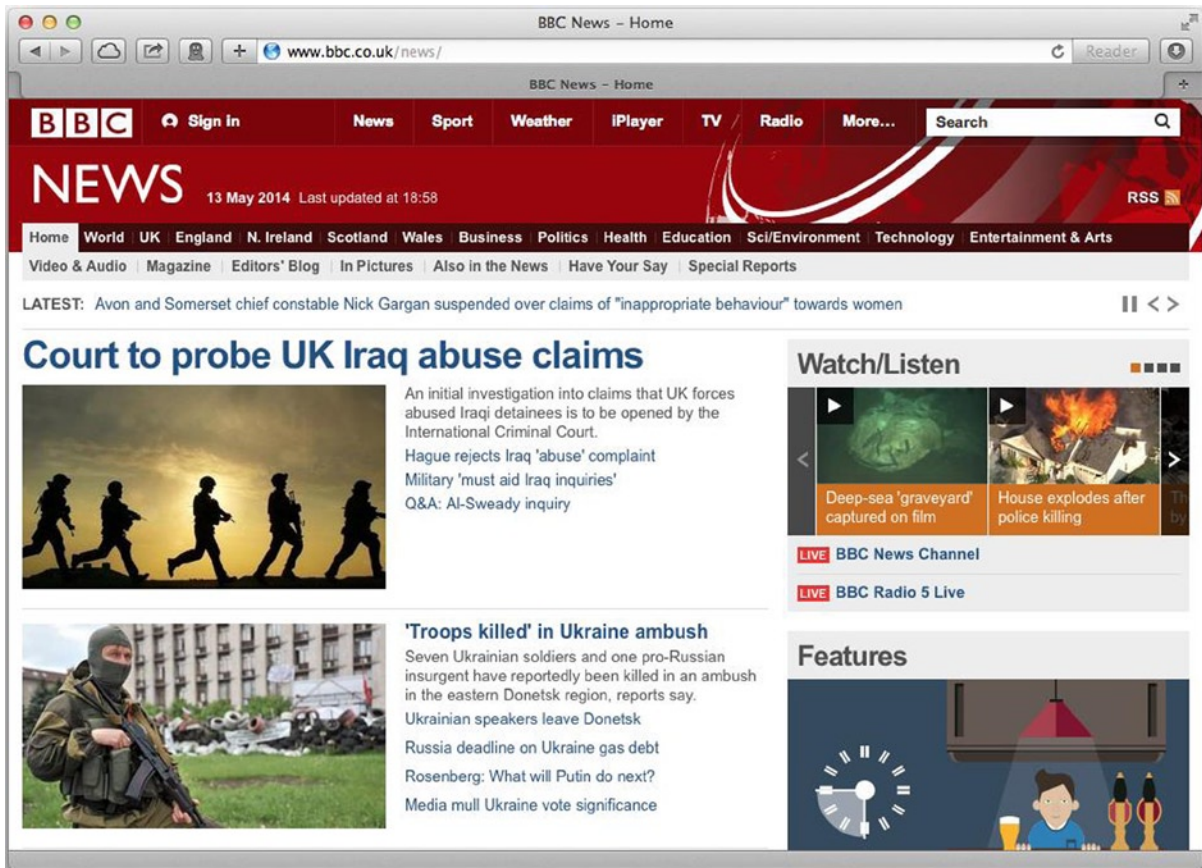 BBC News – Home
www.bbc.co.uk/news/
Reader
BBC News – Home
BBC Sign in News Sport Weather iPlayer TV Radio More... Search
NEWS 13 May 2014 Last updated at 18:58 RSS
Home World UK England N. Ireland Scotland Wales Business Politics Health Education Sci/Environment Technology Entertainment & Arts
Video & Audio Magazine Editors' Blog In Pictures Also in the News Have Your Say Special Reports
LATEST: Avon and Somerset chief constable Nick Gargan suspended over claims of "inappropriate behaviour" towards women
Court to probe UK Iraq abuse claims
An initial investigation into claims that UK forces
abused Iraqi detainees is to be opened by the
International Criminal Court.
Hague rejects Iraq 'abuse' complaint
Military 'must aid Iraq inquiries'
Q&A: Al-Sweady inquiry
'Troops killed' in Ukraine ambush
Seven Ukrainian soldiers and one pro-Russian
insurgent have reportedly been killed in an ambush
in the eastern Donetsk region, reports say.
Ukrainian speakers leave Donetsk
Russia deadline on Ukraine gas debt
Rosenberg: What will Putin do next?
Media mull Ukraine vote significance
Watch/Listen
Deep-sea 'graveyard'
captured on film
House explodes after
police killing
Th
by
LIVE BBC News Channel
LIVE BBC Radio 5 Live
Features